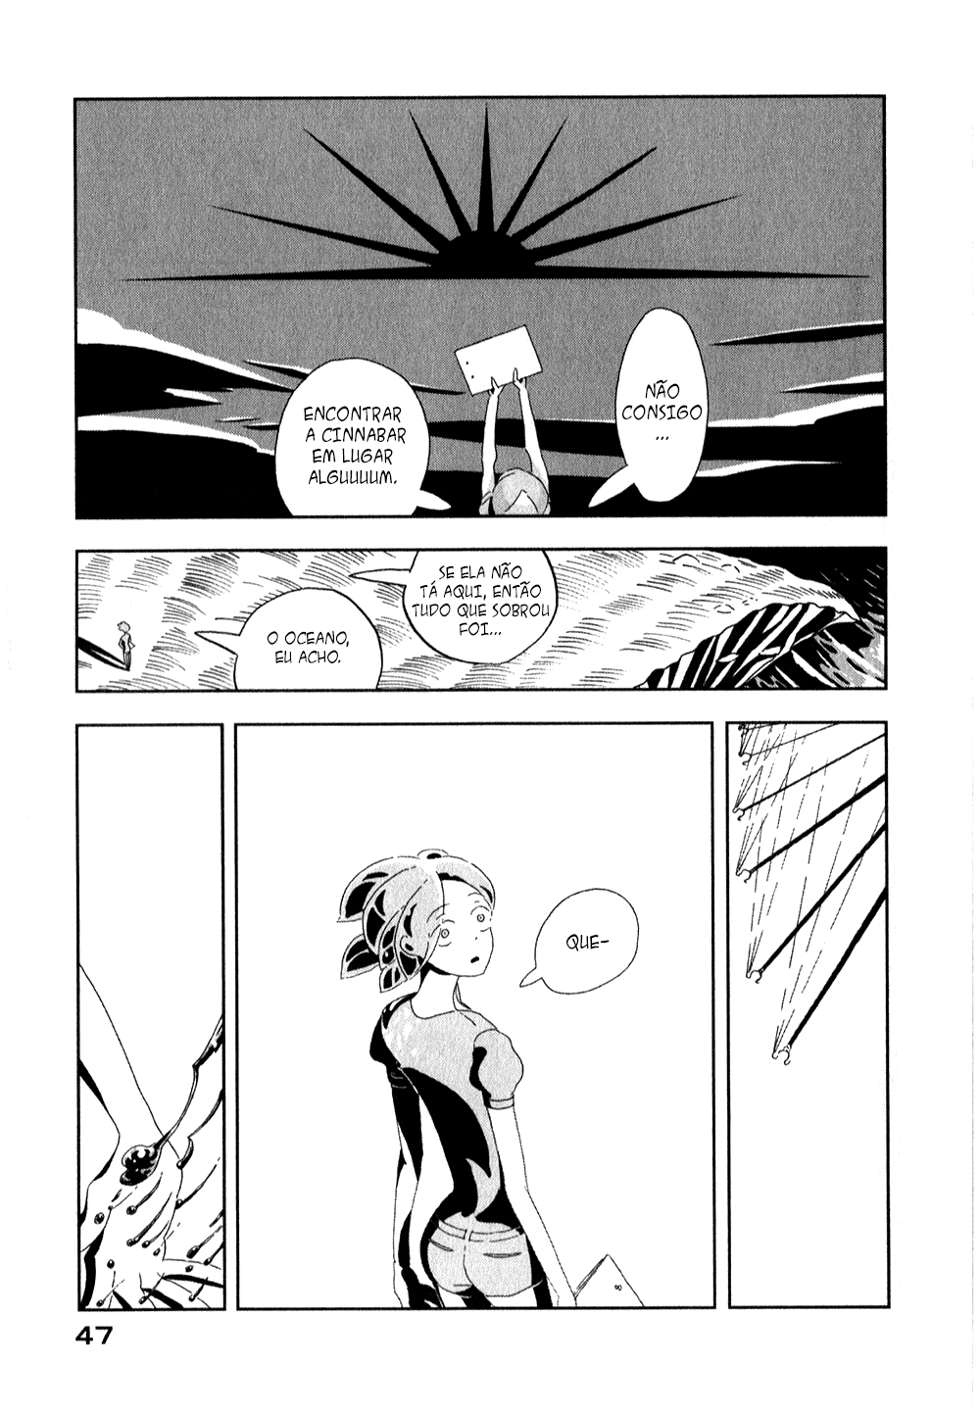 NÃO
CONSIGO
...
ENCONTRAR
A CINNABAR
EM LUGAR
ALGUUUUM.
SE ELA NÃO
TÁ AQUI, ENTÃO
TUDO QUE SOBROU
FOI...
O OCEANO,
EU ACHO.
QUE-
47